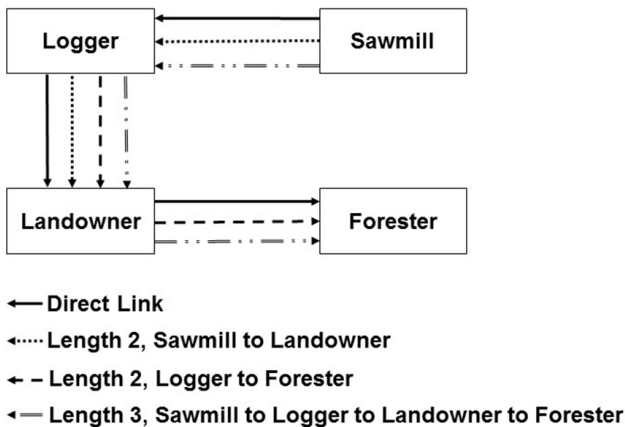 Logger
Sawmill
Landowner
Forester
Direct Link
Length 2, Sawmill to Landowner
Length 2, Logger to Forester
Length 3, Sawmill to Logger to Landowner to Forester